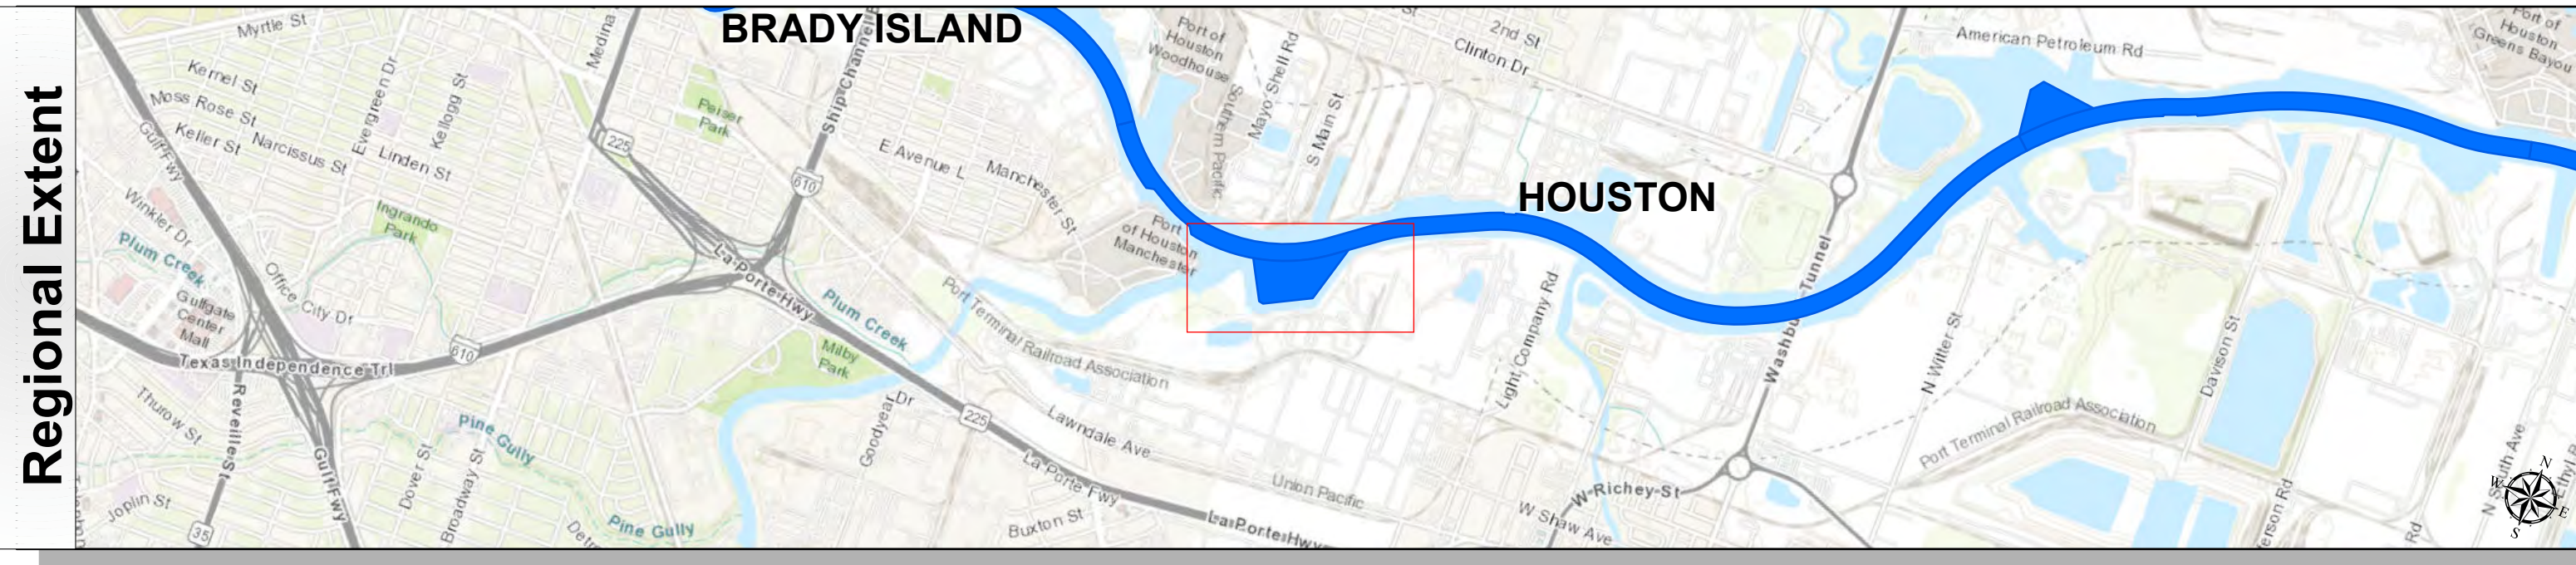 Regional Extent
BRADY ISLAND
HOUSTON
Myrtle St
Kernel St
Moss Rose St
Keller St
Narcissus St
Linden St
Evergreen Dr
Kellogg St
Medina
Gulf Fwy
225
Peiser
Park
Ship Channel B
610
E Avenue L
Manchester St
Winkler Dr
Plum Creek
Ingrando
Park
Office City Dr
Gulfgate
Center
Mall
Texas Independence Trl
610
La Porte Hwy
Plum Creek
Milby
Park
Thurow St
Reveille St
Gulf Fwy
Joplin St
35
Pine Gully
Dover St
Broadway St
Pine Gully
Goodyear Dr
225
Lawndale Ave
La Porte Fwy
Buxton St
La Porte Hwy
Union Pacific
Port Terminal Railroad Association
Port
of Houston
Manchester
Port of
Houston
Woodhouse
Southern Pacific
Mayo Shell Rd
S Main St
St
2nd St
Clinton Dr
Light Company Rd
W Richey St
W Shaw Ave
Washbu Tunnel
American Petroleum Rd
Port of
Houston
Greens Bayou
N Witter St
Davison St
Port Terminal Railroad Association
erson Rd
Rd
N South Ave
Ethyl R
N
W
E
S